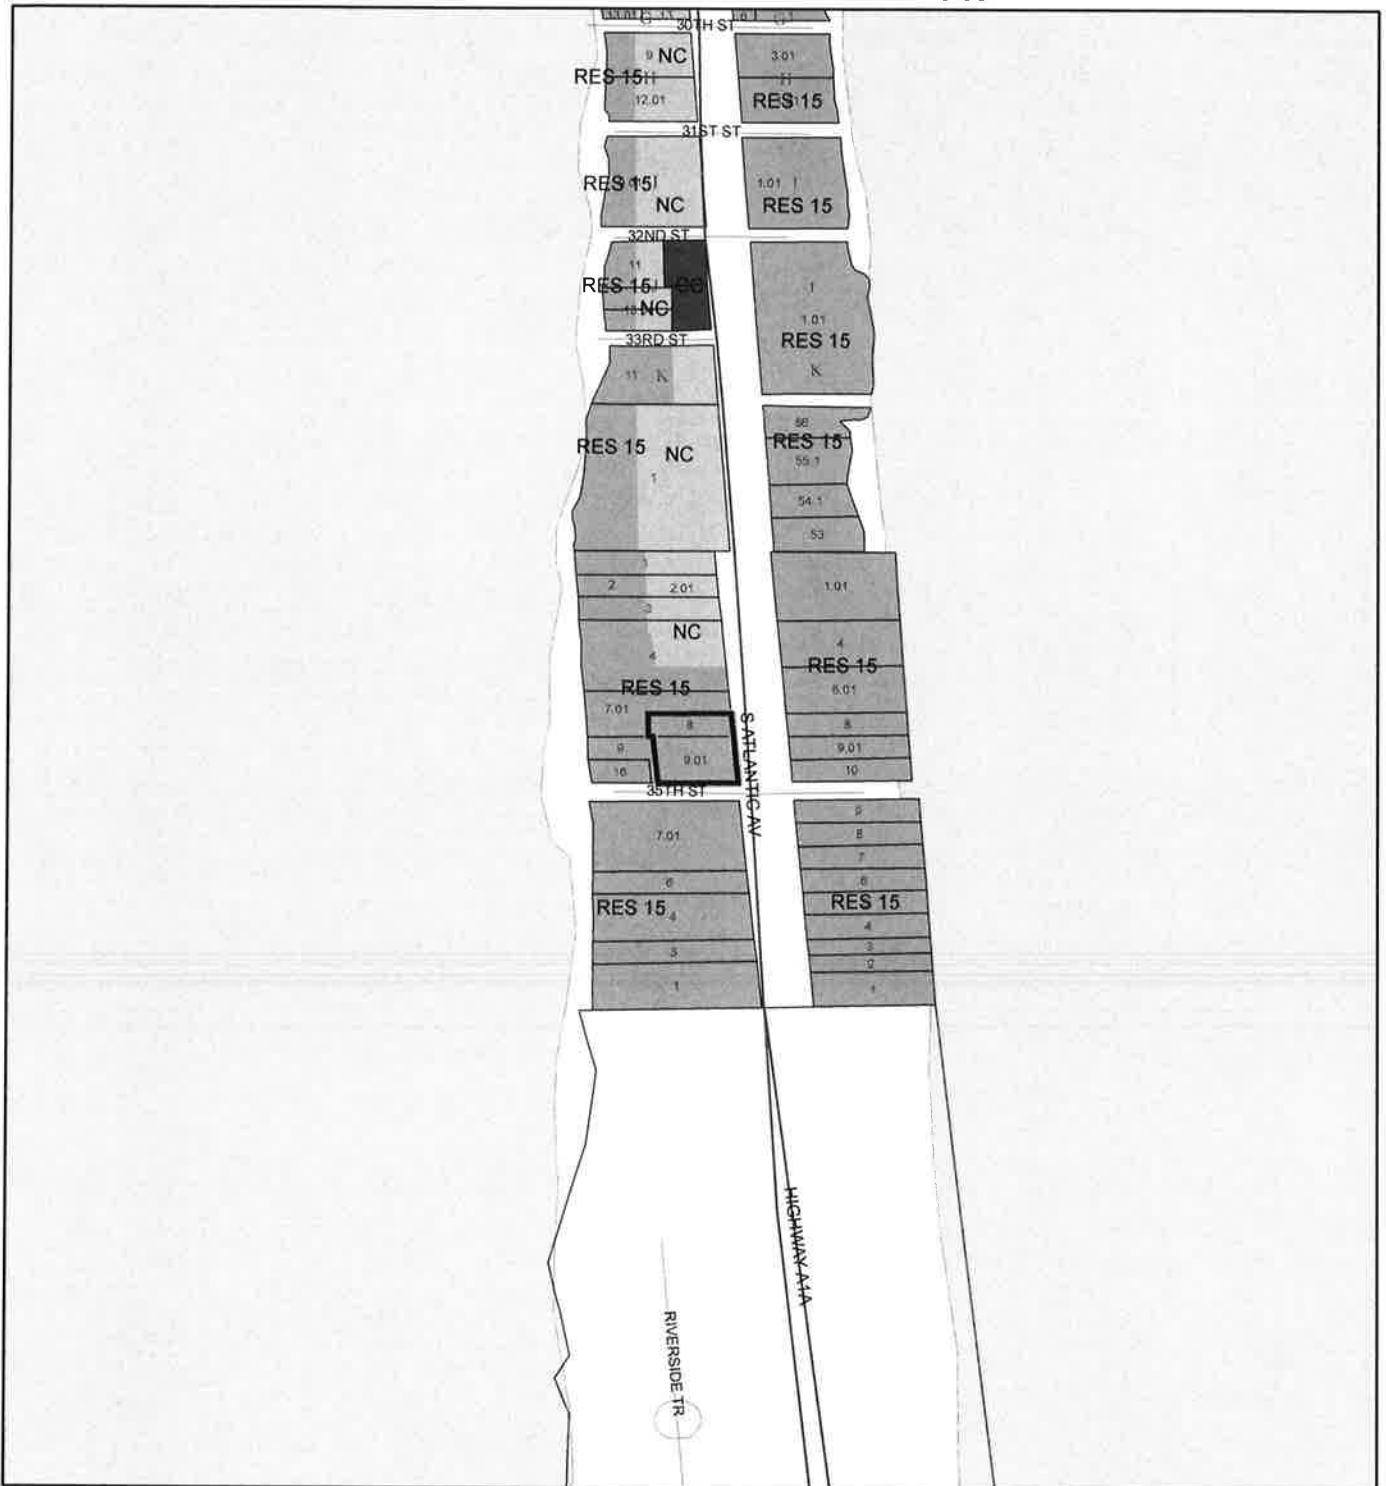 30TH ST
9 NC
3.01
RES 15 H
H
12.01
RES 15
31ST ST
RES 15 I
1.01 I
NC
RES 15
32ND ST
11
RES 15 J CC
1
NC
1.01
33RD ST
RES 15
11 K
K
56
RES 15
RES 15
NC
55.1
1
54.1
53
1
2
2.01
1.01
3
NC
4
4
RES 15
RES 15
6.01
7.01
8
8
9
9.01
9.01
16
10
S ATLANTIC AV
35TH ST
9
7.01
8
7
6
6
RES 15
RES 15
4
4
3
3
2
1
1
HIGHWAY A1A
RIVERSIDE TR